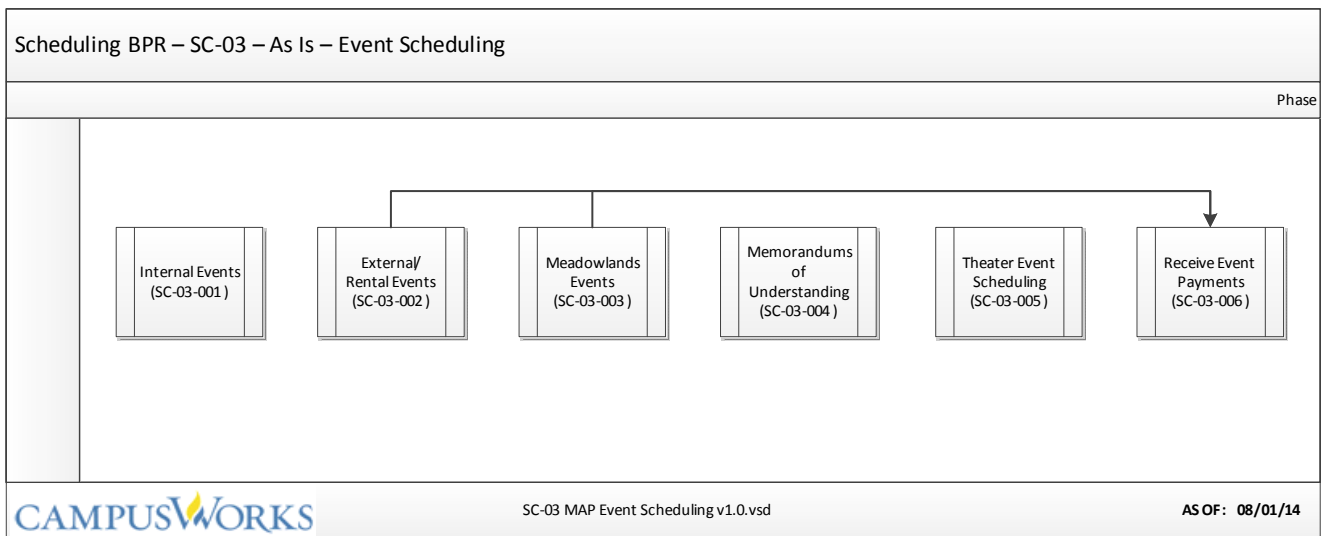 Scheduling BPR – SC-03 – As Is – Event Scheduling
Phase
Internal Events
(SC-03-001)
External/
Rental Events
(SC-03-002)
Meadowlands
Events
(SC-03-003)
Memorandums
of
Understanding
(SC-03-004)
Theater Event
Scheduling
(SC-03-005)
Receive Event
Payments
(SC-03-006)
CAMPUSWORKS
SC-03 MAP Event Scheduling v1.0.vsd
AS OF: 08/01/14